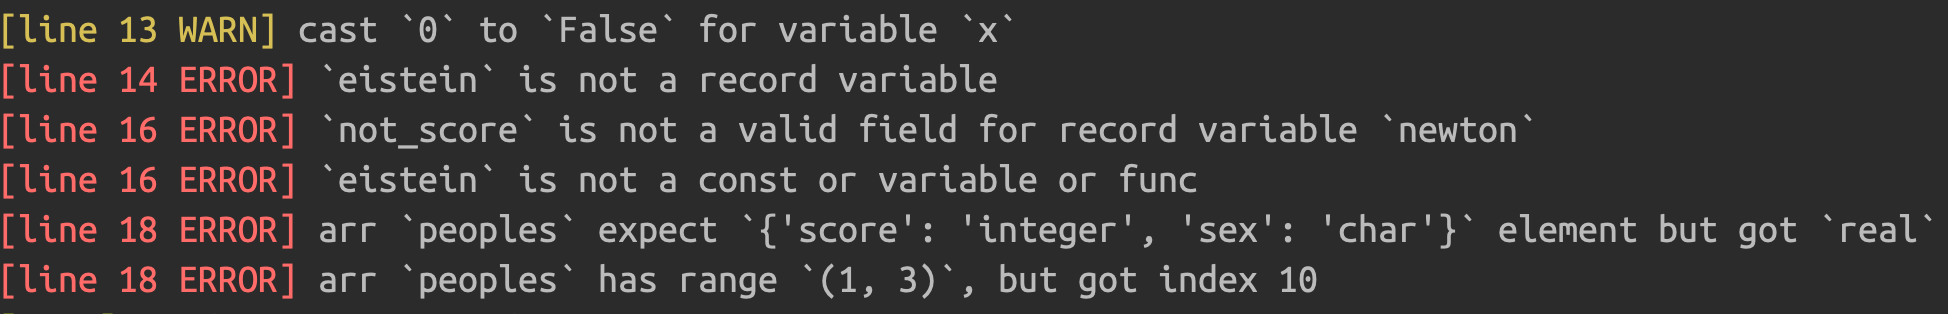 [line 13 WARN] cast `0` to `False` for variable `x`
[line 14 ERROR] `eistein` is not a record variable
[line 16 ERROR] `not_score` is not a valid field for record variable `newton`
[line 16 ERROR] `eistein` is not a const or variable or func
[line 18 ERROR] arr `peoples` expect `{'score': 'integer', 'sex': 'char'}` element but got `real`
[line 18 ERROR] arr `peoples` has range `(1, 3)`, but got index 10